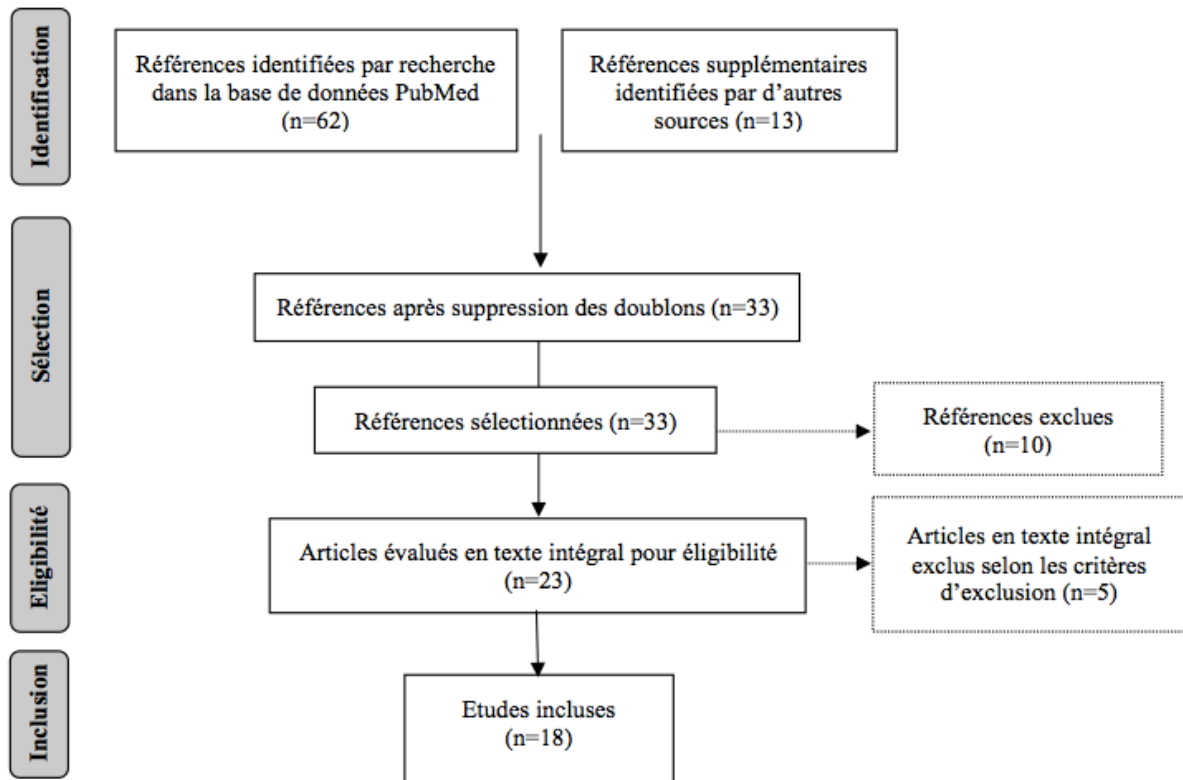 Identification
Références identifiées par recherche
dans la base de données PubMed
(n=62)
Références supplémentaires
identifiées par d’autres
sources (n=13)
Sélection
Références après suppression des doublons (n=33)
Références sélectionnées (n=33)
Références exclues
(n=10)
Eligibilité
Articles évalués en texte intégral pour éligibilité
(n=23)
Articles en texte intégral
exclus selon les critères
d’exclusion (n=5)
Inclusion
Etudes incluses
(n=18)